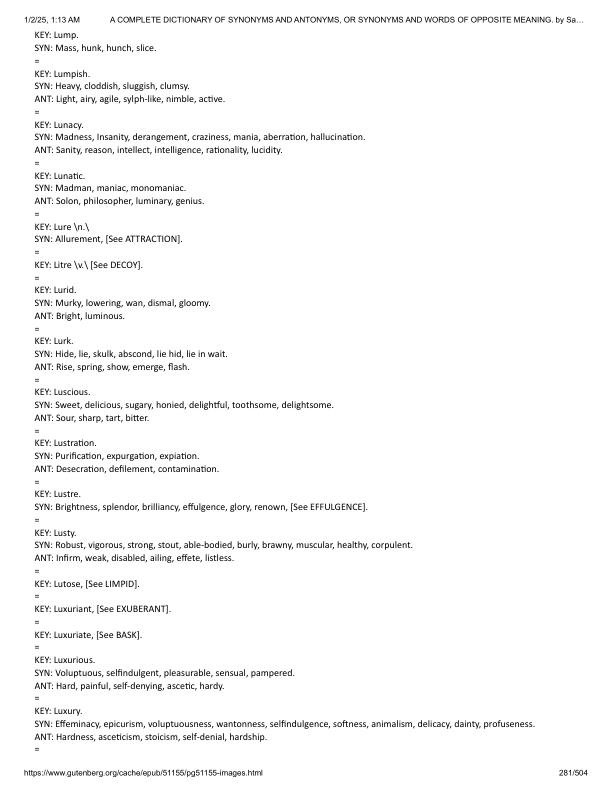 1/2/25, 1:13 AM A COMPLETE DICTIONARY OF SYNONYMS AND ANTONYMS, OR SYNONYMS AND WORDS OF OPPOSITE MEANING. by Sa…
KEY: Lump.
SYN: Mass, hunk, hunch, slice.
=
KEY: Lumpish.
SYN: Heavy, cloddish, sluggish, clumsy.
ANT: Light, airy, agile, sylph-like, nimble, active.
=
KEY: Lunacy.
SYN: Madness, Insanity, derangement, craziness, mania, aberration, hallucination.
ANT: Sanity, reason, intellect, intelligence, rationality, lucidity.
=
KEY: Lunatic.
SYN: Madman, maniac, monomaniac.
ANT: Solon, philosopher, luminary, genius.
=
KEY: Lure \n.\
SYN: Allurement, [See ATTRACTION].
=
KEY: Litre \v.\ [See DECOY].
=
KEY: Lurid.
SYN: Murky, lowering, wan, dismal, gloomy.
ANT: Bright, luminous.
=
KEY: Lurk.
SYN: Hide, lie, skulk, abscond, lie hid, lie in wait.
ANT: Rise, spring, show, emerge, flash.
=
KEY: Luscious.
SYN: Sweet, delicious, sugary, honied, delightful, toothsome, delightsome.
ANT: Sour, sharp, tart, bitter.
=
KEY: Lustration.
SYN: Purification, expurgation, expiation.
ANT: Desecration, defilement, contamination.
=
KEY: Lustre.
SYN: Brightness, splendor, brilliancy, effulgence, glory, renown, [See EFFULGENCE].
=
KEY: Lusty.
SYN: Robust, vigorous, strong, stout, able-bodied, burly, brawny, muscular, healthy, corpulent.
ANT: Infirm, weak, disabled, ailing, effete, listless.
=
KEY: Lutose, [See LIMPID].
=
KEY: Luxuriant, [See EXUBERANT].
=
KEY: Luxuriate, [See BASK].
=
KEY: Luxurious.
SYN: Voluptuous, selfindulgent, pleasurable, sensual, pampered.
ANT: Hard, painful, self-denying, ascetic, hardy.
=
KEY: Luxury.
SYN: Effeminacy, epicurism, voluptuousness, wantonness, selfindulgence, softness, animalism, delicacy, dainty, profuseness.
ANT: Hardness, asceticism, stoicism, self-denial, hardship.
=
https://www.gutenberg.org/cache/epub/51155/pg51155-images.html 281/504